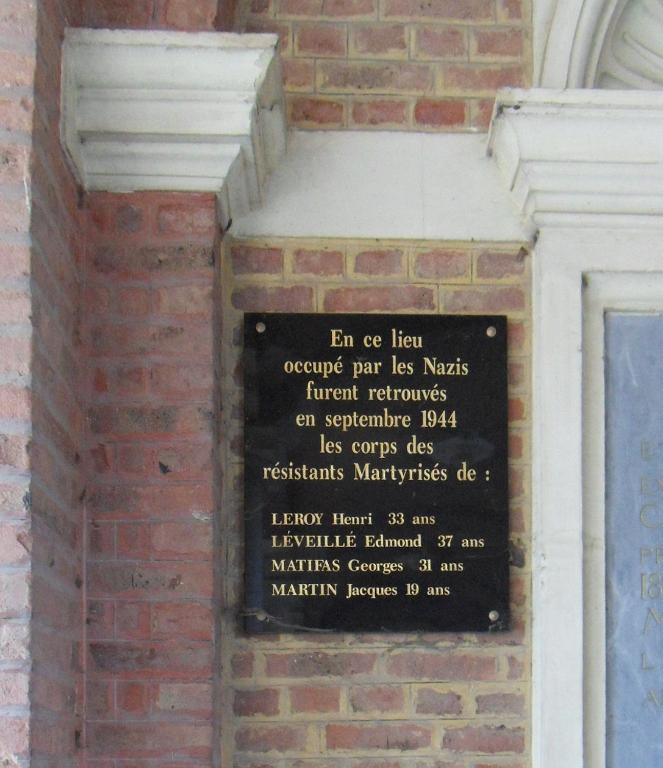 En ce lieu
occupé par les Nazis
furent retrouvés
en septembre 1944
les corps des
résistants Martyrisés de :
LEROY Henri 33 ans
LÉVEILLÉ Edmond 37 ans
MATIFAS Georges 31 ans
MARTIN Jacques 19 ans